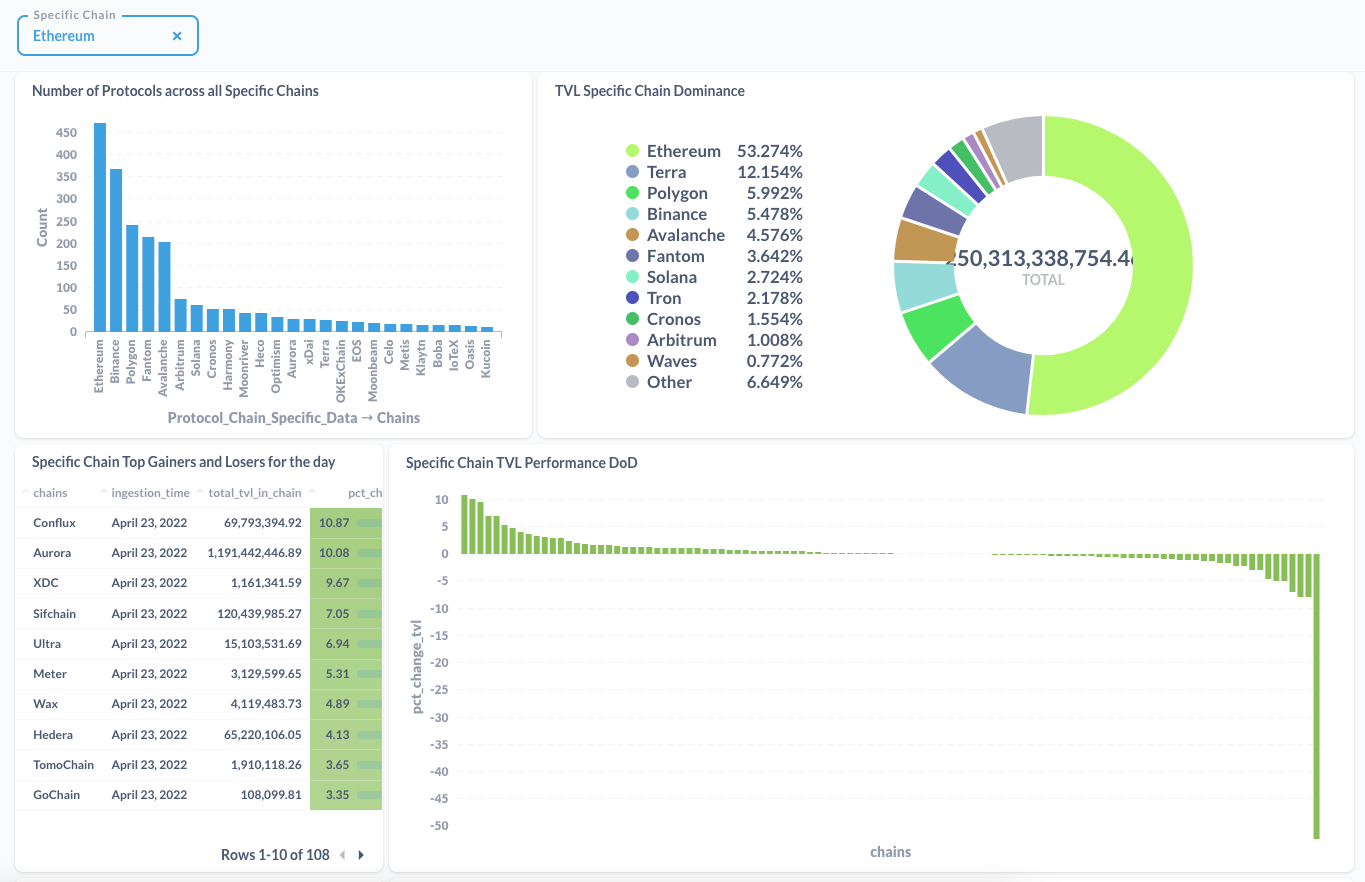 Specific Chain
Ethereum ×
Number of Protocols across all Specific Chains
450
400
350
300
250
200
150
100
50
0
Count
Ethereum
Binance
Polygon
Fantom
Avalanche
Arbitrum
Solana
Cronos
Harmony
Moonriver
Heco
Optimism
Aurora
xDai
Terra
OKExChain
EOS
Moonbeam
Celo
Metis
Klaytn
Boba
IoTeX
Oasis
Kucoin
Protocol_Chain_Specific_Data → Chains
TVL Specific Chain Dominance
Ethereum 53.274%
Terra 12.154%
Polygon 5.992%
Binance 5.478%
Avalanche 4.576%
Fantom 3.642%
Solana 2.724%
Tron 2.178%
Cronos 1.554%
Arbitrum 1.008%
Waves 0.772%
Other 6.649%
250,313,338,754.4
TOTAL
Specific Chain Top Gainers and Losers for the day
chains ingestion_time total_tvl_in_chain pct_ch
Conflux April 23, 2022 69,793,394.92 10.87
Aurora April 23, 2022 1,191,442,446.89 10.08
XDC April 23, 2022 1,161,341.59 9.67
Sifchain April 23, 2022 120,439,985.27 7.05
Ultra April 23, 2022 15,103,531.69 6.94
Meter April 23, 2022 3,129,599.65 5.31
Wax April 23, 2022 4,119,483.73 4.89
Hedera April 23, 2022 65,220,106.05 4.13
TomoChain April 23, 2022 1,910,118.26 3.65
GoChain April 23, 2022 108,099.81 3.35
Rows 1-10 of 108
Specific Chain TVL Performance DoD
10
5
0
-5
-10
-15
-20
-25
-30
-35
-40
-45
-50
pct_change_tvl
chains